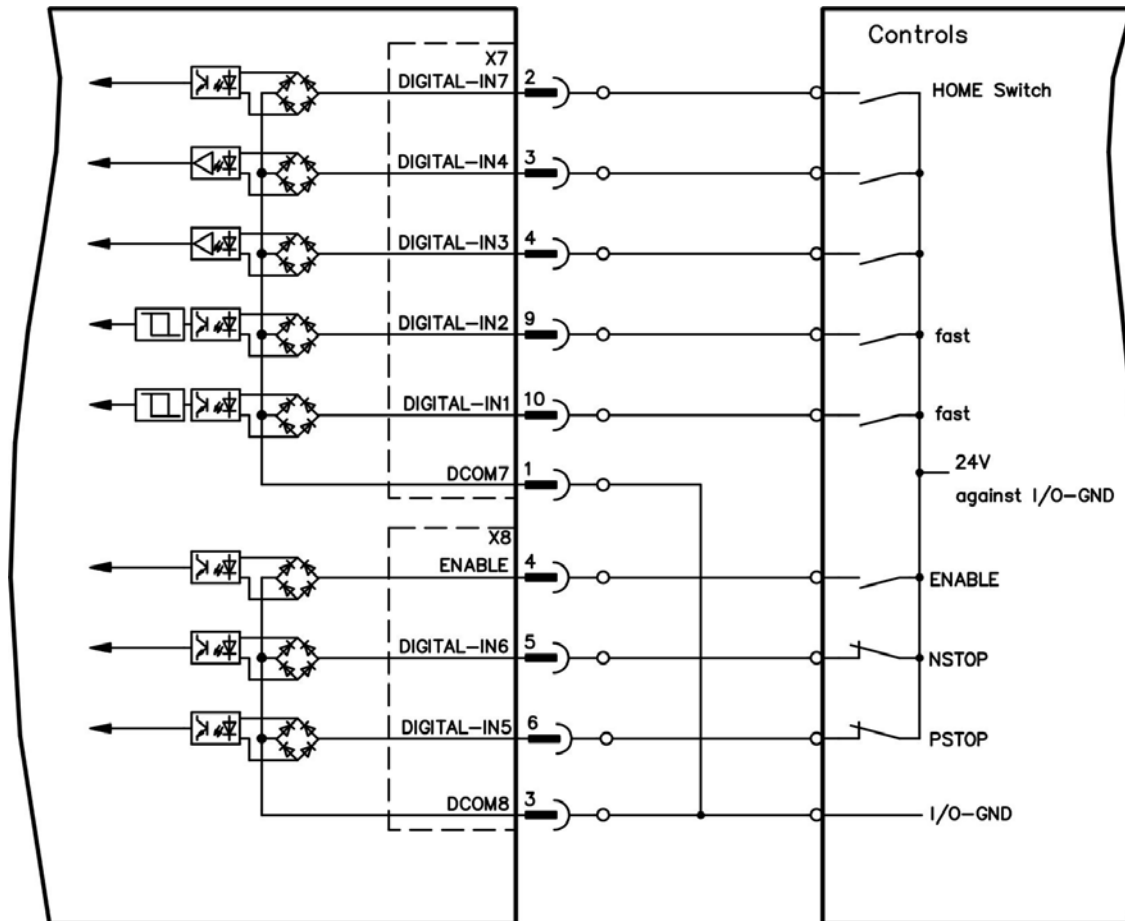 Controls
X7
DIGITAL-IN7 2 HOME Switch
DIGITAL-IN4 3
DIGITAL-IN3 4
DIGITAL-IN2 9 fast
DIGITAL-IN1 10 fast
24V
against I/O-GND
DCOM7 1
X8
ENABLE 4 ENABLE
DIGITAL-IN6 5 NSTOP
DIGITAL-IN5 6 PSTOP
DCOM8 3 I/O-GND